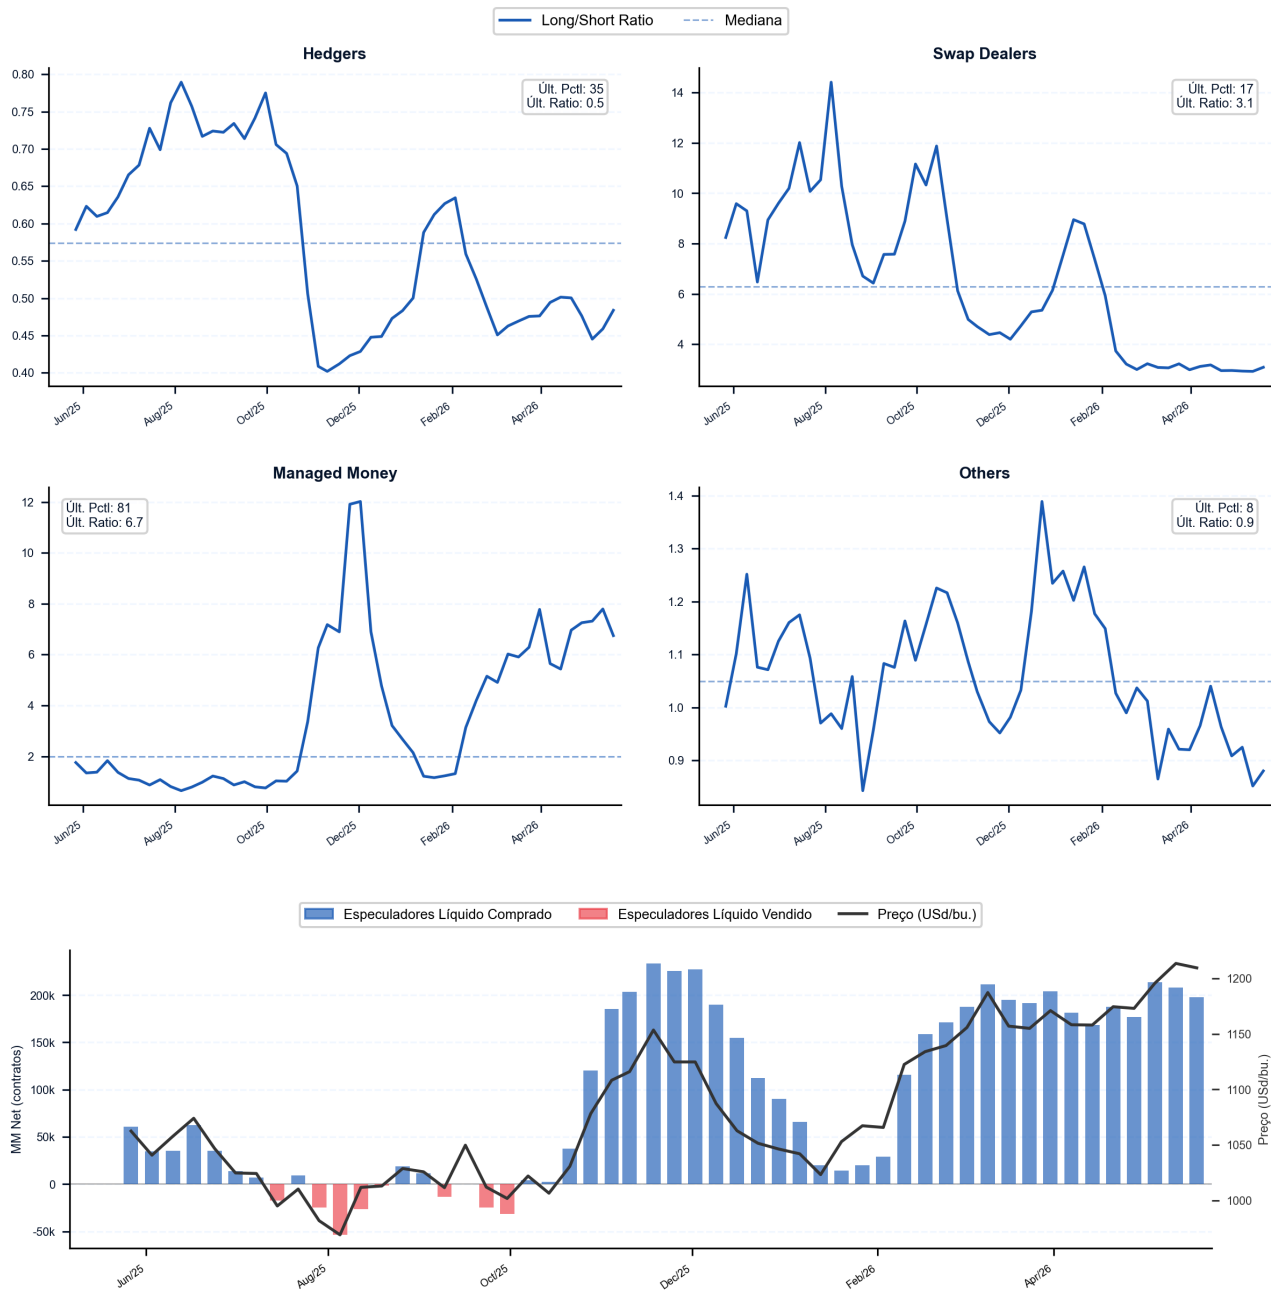 Long/Short Ratio
Mediana
Hedgers
Últ. Pctl: 35
Últ. Ratio: 0.5
0.80
0.75
0.70
0.65
0.60
0.55
0.50
0.45
0.40
Jun/25
Aug/25
Oct/25
Dec/25
Feb/26
Apr/26
Swap Dealers
Últ. Pctl: 17
Últ. Ratio: 3.1
14
12
10
8
6
4
Jun/25
Aug/25
Oct/25
Dec/25
Feb/26
Apr/26
Managed Money
Últ. Pctl: 81
Últ. Ratio: 6.7
12
10
8
6
4
2
Jun/25
Aug/25
Oct/25
Dec/25
Feb/26
Apr/26
Others
Últ. Pctl: 8
Últ. Ratio: 0.9
1.4
1.3
1.2
1.1
1.0
0.9
Jun/25
Aug/25
Oct/25
Dec/25
Feb/26
Apr/26
Especuladores Líquido Comprado
Especuladores Líquido Vendido
Preço (USd/bu.)
MM Net (contratos)
200k
150k
100k
50k
0
-50k
1200
1150
1100
1050
1000
Preço (USd/bu.)
Jun/25
Aug/25
Oct/25
Dec/25
Feb/26
Apr/26